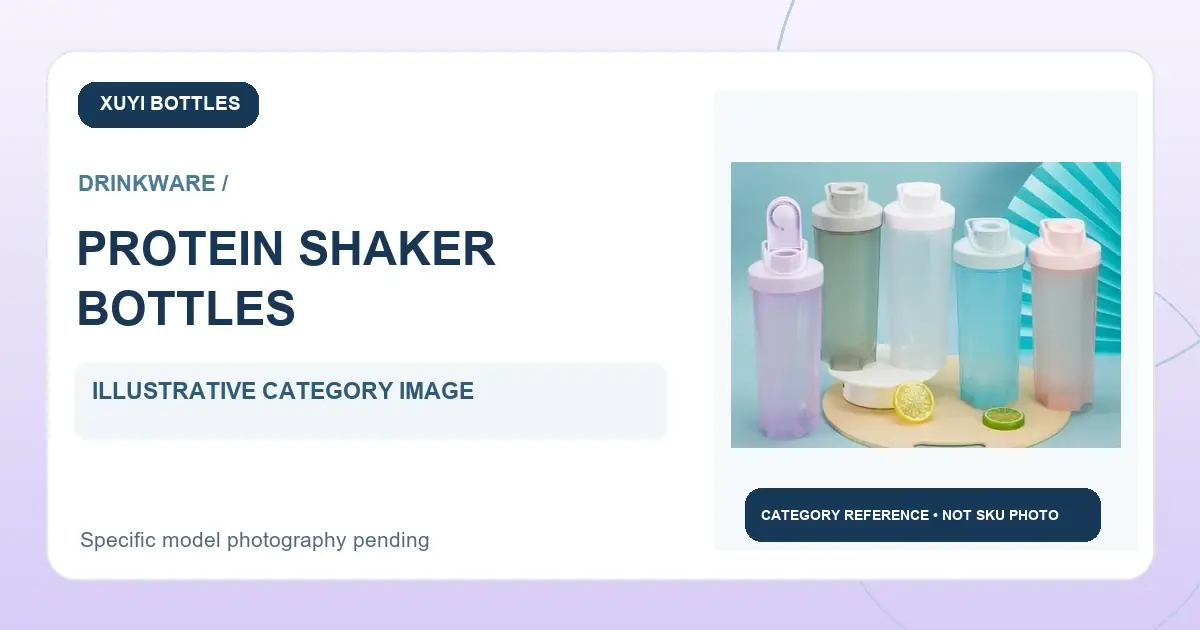 XUYI BOTTLES
DRINKWARE /
PROTEIN SHAKER
BOTTLES
ILLUSTRATIVE CATEGORY IMAGE
Specific model photography pending
CATEGORY REFERENCE • NOT SKU PHOTO